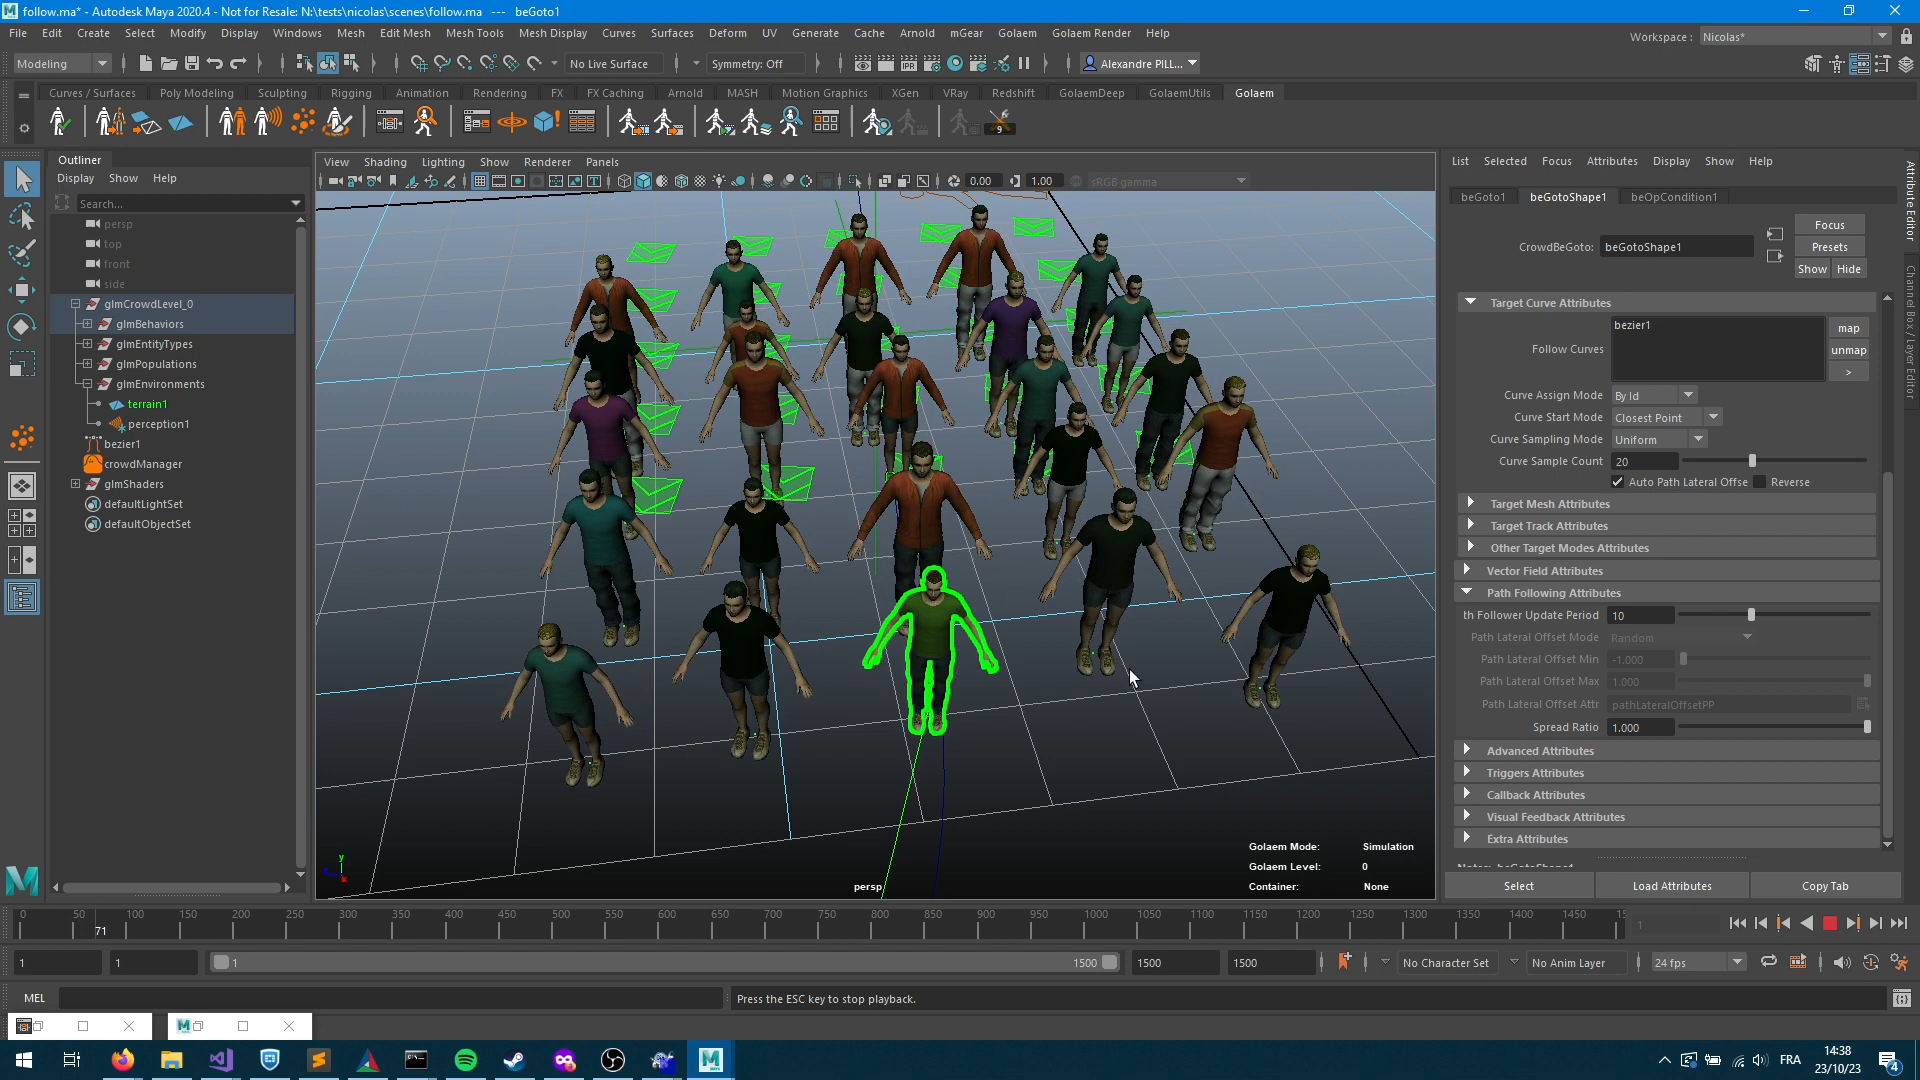 follow.ma* - Autodesk Maya 2020.4 - Not for Resale: N:\tests\nicolas\scenes\follow.ma --- beGoto1
File Edit Create Select Modify Display Windows Mesh Edit Mesh Mesh Tools Mesh Display Curves Surfaces Deform UV Generate Cache Arnold mGear Golaem Golaem Render Help
Workspace : Nicolas*
Modeling No Live Surface Symmetry: Off Alexandre PILL...
Curves / Surfaces Poly Modeling Sculpting Rigging Animation Rendering FX FX Caching Arnold MASH Motion Graphics XGen VRay Redshift GolaemDeep GolaemUtils Golaem
Outliner
Display Show Help
Search...
persp
top
front
side
glmCrowdLevel_0
glmBehaviors
glmEntityTypes
glmPopulations
glmEnvironments
terrain1
perception1
bezier1
crowdManager
glmShaders
defaultLightSet
defaultObjectSet
View Shading Lighting Show Renderer Panels
0.00 1.00 sRGB gamma
Golaem Mode: Simulation
Golaem Level: 0
Container: None
persp
List Selected Focus Attributes Display Show Help
beGoto1 beGotoShape1 beOpCondition1
CrowdBeGoto: beGotoShape1
Focus
Presets
Show Hide
Target Curve Attributes
Follow Curves bezier1
map
unmap
>
Curve Assign Mode By Id
Curve Start Mode Closest Point
Curve Sampling Mode Uniform
Curve Sample Count 20
Auto Path Lateral Offse Reverse
Target Mesh Attributes
Target Track Attributes
Other Target Modes Attributes
Vector Field Attributes
Path Following Attributes
th Follower Update Period 10
Path Lateral Offset Mode Random
Path Lateral Offset Min -1.000
Path Lateral Offset Max 1.000
Path Lateral Offset Attr pathLateralOffsetPP
Spread Ratio 1.000
Advanced Attributes
Triggers Attributes
Callback Attributes
Visual Feedback Attributes
Extra Attributes
Select Load Attributes Copy Tab
Attribute Editor
Channel Box / Layer Editor
0 50 100 150 200 250 300 350 400 450 500 550 600 650 700 750 800 850 900 950 1000 1050 1100 1150 1200 1250 1300 1350 1400 1450
71
1
1 1 1 1500 1500 1500 No Character Set No Anim Layer 24 fps
MEL Press the ESC key to stop playback.
FRA
14:38
23/10/23
4